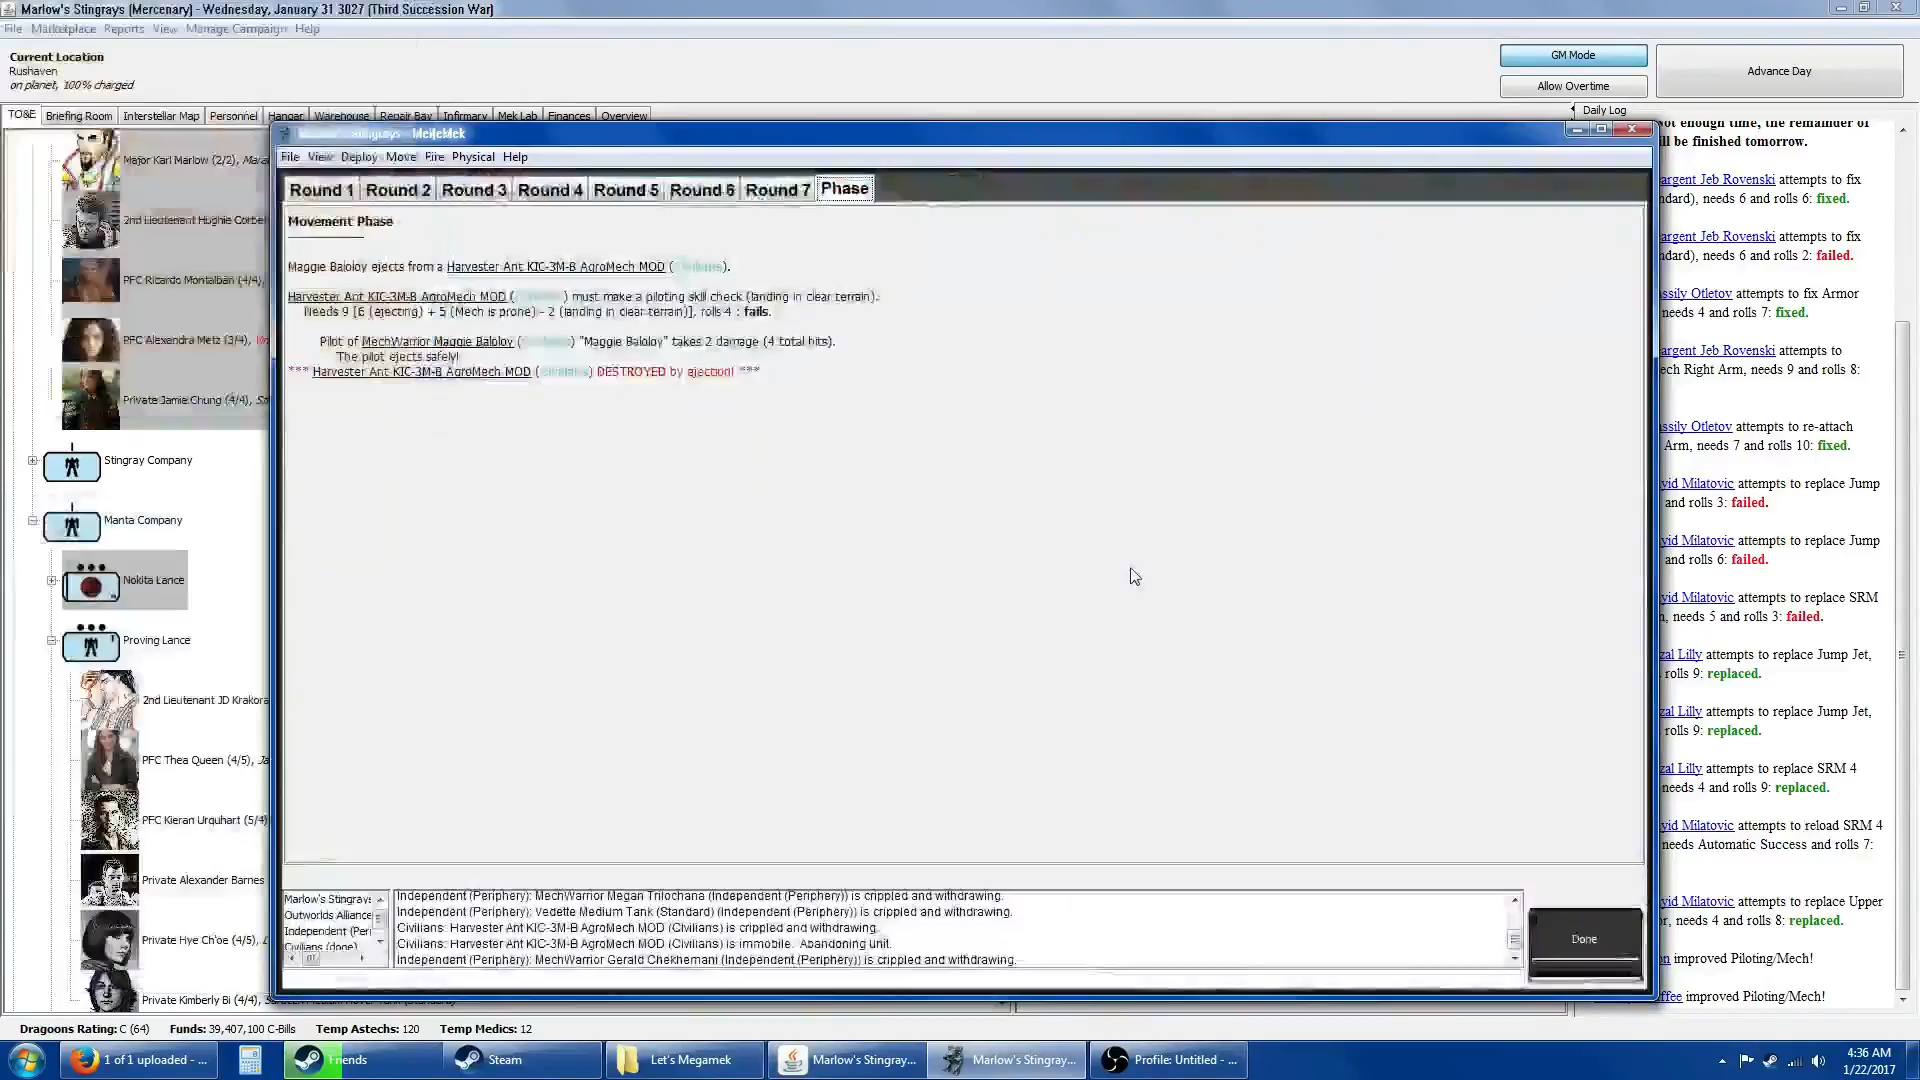 Marlow's Stingrays (Mercenary) - Wednesday, January 31 3027 (Third Succession War)
File Marketplace Reports View Manage Campaign Help
Current Location
Rushaven
on planet, 100% charged
GM Mode
Allow Overtime
Advance Day
TO&E Briefing Room Interstellar Map Personnel Hangar Warehouse Repair Bay Infirmary Mek Lab Finances Overview
Daily Log
Major Karl Marlow (2/2),
2nd Lieutenant Hughie Corbel
PFC Ricardo Montalban (4/4),
PFC Alexandra Metz (3/4),
Private Jamie Chung (4/4),
Stingray Company
Manta Company
Nokita Lance
Proving Lance
2nd Lieutenant JD Krakora
PFC Thea Queen (4/5),
PFC Kieran Urquhart (5/4)
Private Alexander Barnes
Private Hye Ch'oe (4/5),
Private Kimberly Bi (4/4),
MegaMek
File View Deploy Move Fire Physical Help
Round 1 Round 2 Round 3 Round 4 Round 5 Round 6 Round 7 Phase
Movement Phase
Maggie Baloloy ejects from a Harvester Ant KIC-3M-B AgroMech MOD (Civilians).
Harvester Ant KIC-3M-B AgroMech MOD (Civilians) must make a piloting skill check (landing in clear terrain).
Needs 9 [6 (ejecting) + 5 (Mech is prone) - 2 (landing in clear terrain)], rolls 4 : fails.
Pilot of MechWarrior Maggie Baloloy (Civilians) "Maggie Baloloy" takes 2 damage (4 total hits).
The pilot ejects safely!
*** Harvester Ant KIC-3M-B AgroMech MOD (Civilians) DESTROYED by ejection! ***
Marlow's Stingrays
Outworlds Alliance
Independent (Peri
Civilians (done)
Independent (Periphery): MechWarrior Megan Trilochana (Independent (Periphery)) is crippled and withdrawing.
Independent (Periphery): Vedette Medium Tank (Standard) (Independent (Periphery)) is crippled and withdrawing.
Civilians: Harvester Ant KIC-3M-B AgroMech MOD (Civilians) is crippled and withdrawing.
Civilians: Harvester Ant KIC-3M-B AgroMech MOD (Civilians) is immobile. Abandoning unit.
Independent (Periphery): MechWarrior Gerald Chekhemani (Independent (Periphery)) is crippled and withdrawing.
Done
Not enough time, the remainder of
ll be finished tomorrow.
argent Jeb Rovenski attempts to fix
ndard), needs 6 and rolls 6: fixed.
argent Jeb Rovenski attempts to fix
ndard), needs 6 and rolls 2: failed.
ssily Otletov attempts to fix Armor
needs 4 and rolls 7: fixed.
ssily Otletov attempts to
ech Right Arm, needs 9 and rolls 8:
ssily Otletov attempts to re-attach
Arm, needs 7 and rolls 10: fixed.
vid Milatovic attempts to replace Jump
and rolls 3: failed.
vid Milatovic attempts to replace Jump
and rolls 6: failed.
vid Milatovic attempts to replace SRM
n, needs 5 and rolls 3: failed.
zal Lilly attempts to replace Jump Jet,
rolls 9: replaced.
zal Lilly attempts to replace Jump Jet,
rolls 9: replaced.
zal Lilly attempts to replace SRM 4
needs 4 and rolls 9: replaced.
vid Milatovic attempts to reload SRM 4
needs Automatic Success and rolls 7:
vid Milatovic attempts to replace Upper
or, needs 4 and rolls 8: replaced.
on improved Piloting/Mech!
ffee improved Piloting/Mech!
Dragoons Rating: C (64) Funds: 39,407,100 C-Bills Temp Astechs: 120 Temp Medics: 12
1 of 1 uploaded - ...
Friends
Steam
Let's Megamek
Marlow's Stingray...
Marlow's Stingray...
Profile: Untitled - ...
4:36 AM
1/22/2017